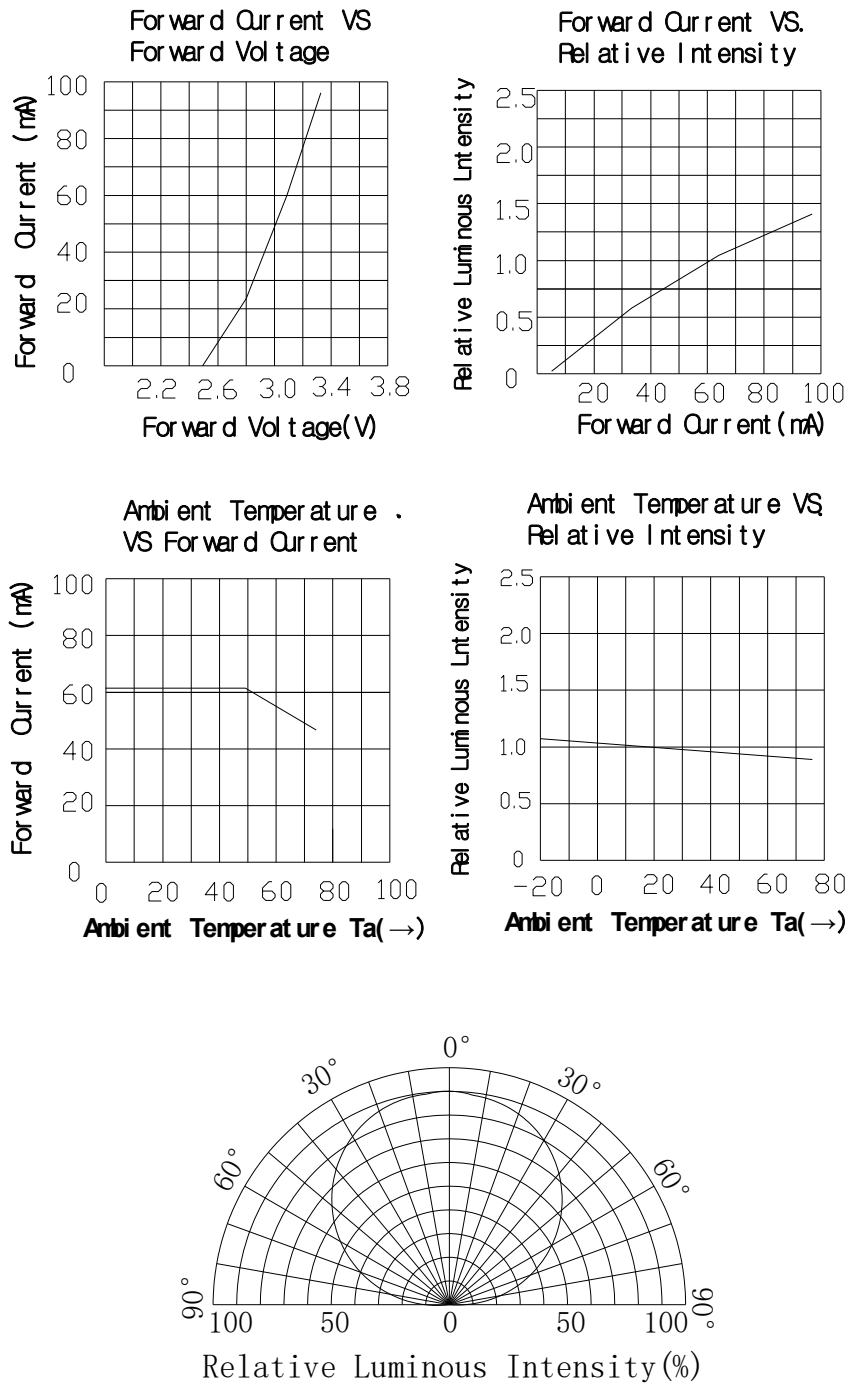 Forward Current VS
Forward Voltage
Forward Current (mA)
100
80
60
40
20
0
2.2 2.6 3.0 3.4 3.8
Forward Voltage(V)
Forward Current VS.
Relative Intensity
Relative Luminous Lntensity
2.5
2.0
1.5
1.0
0.5
0
20 40 60 80 100
Forward Current(mA)
Ambient Temperature .
VS Forward Current
Forward Current (mA)
100
80
60
40
20
0
0 20 40 60 80 100
Ambient Temperature Ta(→)
Ambient Temperature VS.
Relative Intensity
Relative Luminous Lntensity
2.5
2.0
1.5
1.0
0.5
0
-20 0 20 40 60 80
Ambient Temperature Ta(→)
0°
30° 30°
60° 60°
90° 90°
100 50 0 50 100
Relative Luminous Intensity(%)